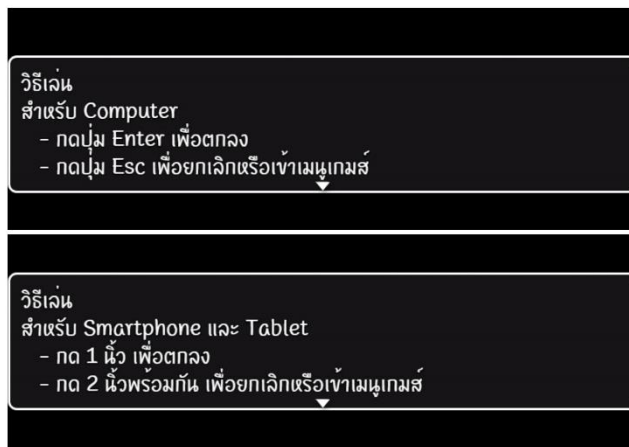 วิธีเล่น
สำหรับ Computer
- กดปุ่ม Enter เพื่อตกลง
- กดปุ่ม Esc เพื่อยกเลิกหรือเข้าเมนูเกมส์
วิธีเล่น
สำหรับ Smartphone และ Tablet
- กด 1 นิ้ว เพื่อตกลง
- กด 2 นิ้วพร้อมกัน เพื่อยกเลิกหรือเข้าเมนูเกมส์